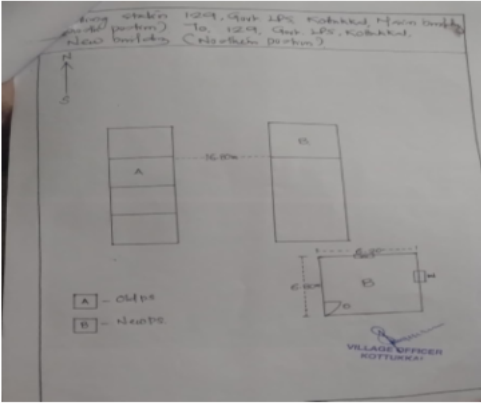 station 129, Govt LPS, Kottukkal, Main building
portion) To, 129, Govt. LPS, Kottukkal.
New building (Northern portion)
N
S
B
A
B
B
D
A - Old PS
B - New PS
VILLAGE OFFICER
KOTTUKKAL